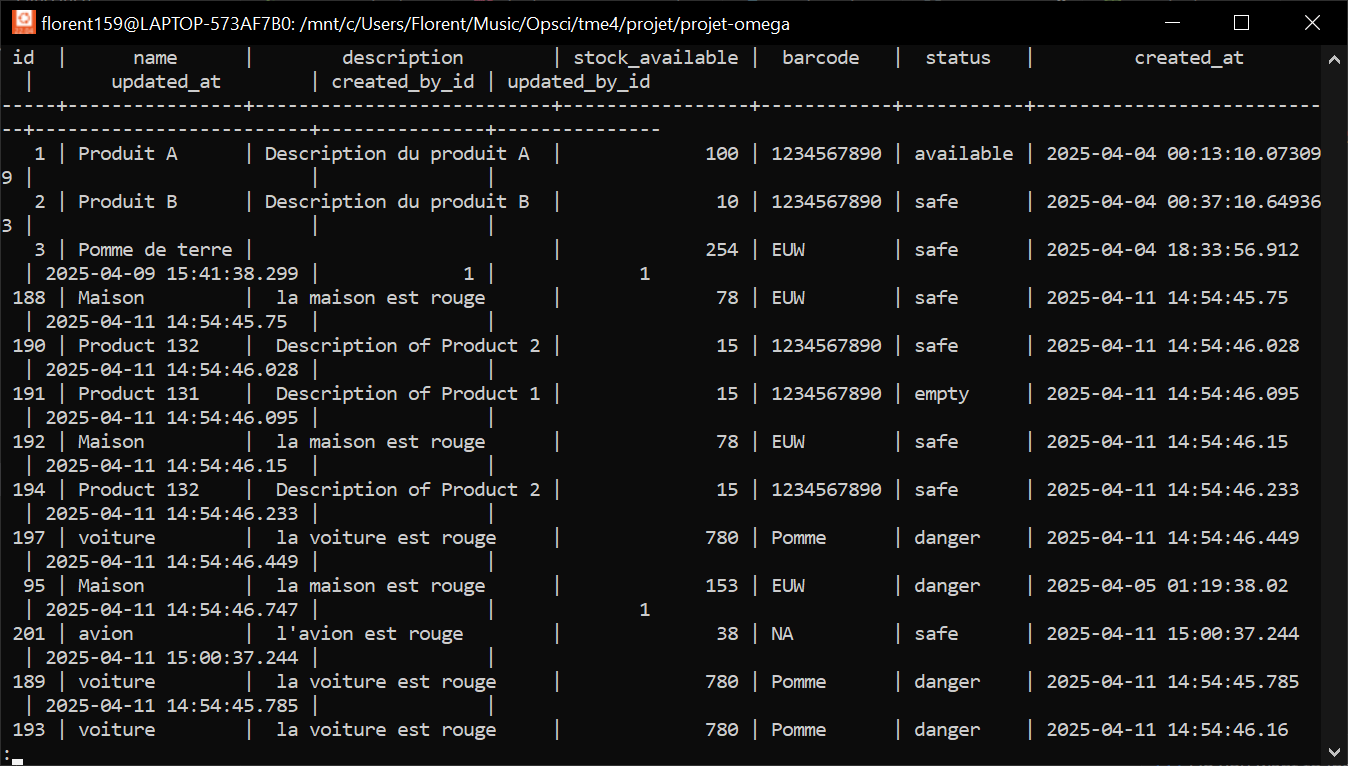 florent159@LAPTOP-573AF7B0: /mnt/c/Users/Florent/Music/Opsci/tme4/projet/projet-omega
 id  |      name       |        description        | stock_available |  barcode   |  status   |         created_at
  |       updated_at        | created_by_id | updated_by_id
-----+-----------------+---------------------------+-----------------+------------+-----------+--------------------------
--+-------------------------+---------------+---------------
   1 | Produit A       | Description du produit A  |             100 | 1234567890 | available | 2025-04-04 00:13:10.07309
9 |                         |               |
   2 | Produit B       | Description du produit B  |              10 | 1234567890 | safe      | 2025-04-04 00:37:10.64936
3 |                         |               |
   3 | Pomme de terre |                           |             254 | EUW        | safe      | 2025-04-04 18:33:56.912
  | 2025-04-09 15:41:38.299 |             1 |             1
 188 | Maison         |  la maison est rouge      |              78 | EUW        | safe      | 2025-04-11 14:54:45.75
  | 2025-04-11 14:54:45.75  |               |
 190 | Product 132    |  Description of Product 2 |              15 | 1234567890 | safe      | 2025-04-11 14:54:46.028
  | 2025-04-11 14:54:46.028 |               |
 191 | Product 131    |  Description of Product 1 |              15 | 1234567890 | empty     | 2025-04-11 14:54:46.095
  | 2025-04-11 14:54:46.095 |               |
 192 | Maison         |  la maison est rouge      |              78 | EUW        | safe      | 2025-04-11 14:54:46.15
  | 2025-04-11 14:54:46.15  |               |
 194 | Product 132    |  Description of Product 2 |              15 | 1234567890 | safe      | 2025-04-11 14:54:46.233
  | 2025-04-11 14:54:46.233 |               |
 197 | voiture        |  la voiture est rouge     |             780 | Pomme      | danger    | 2025-04-11 14:54:46.449
  | 2025-04-11 14:54:46.449 |               |
  95 | Maison         |  la maison est rouge      |             153 | EUW        | danger    | 2025-04-05 01:19:38.02
  | 2025-04-11 14:54:46.747 |               |             1
 201 | avion          |  l'avion est rouge        |              38 | NA         | safe      | 2025-04-11 15:00:37.244
  | 2025-04-11 15:00:37.244 |               |
 189 | voiture        |  la voiture est rouge     |             780 | Pomme      | danger    | 2025-04-11 14:54:45.785
  | 2025-04-11 14:54:45.785 |               |
 193 | voiture        |  la voiture est rouge     |             780 | Pomme      | danger    | 2025-04-11 14:54:46.16
: